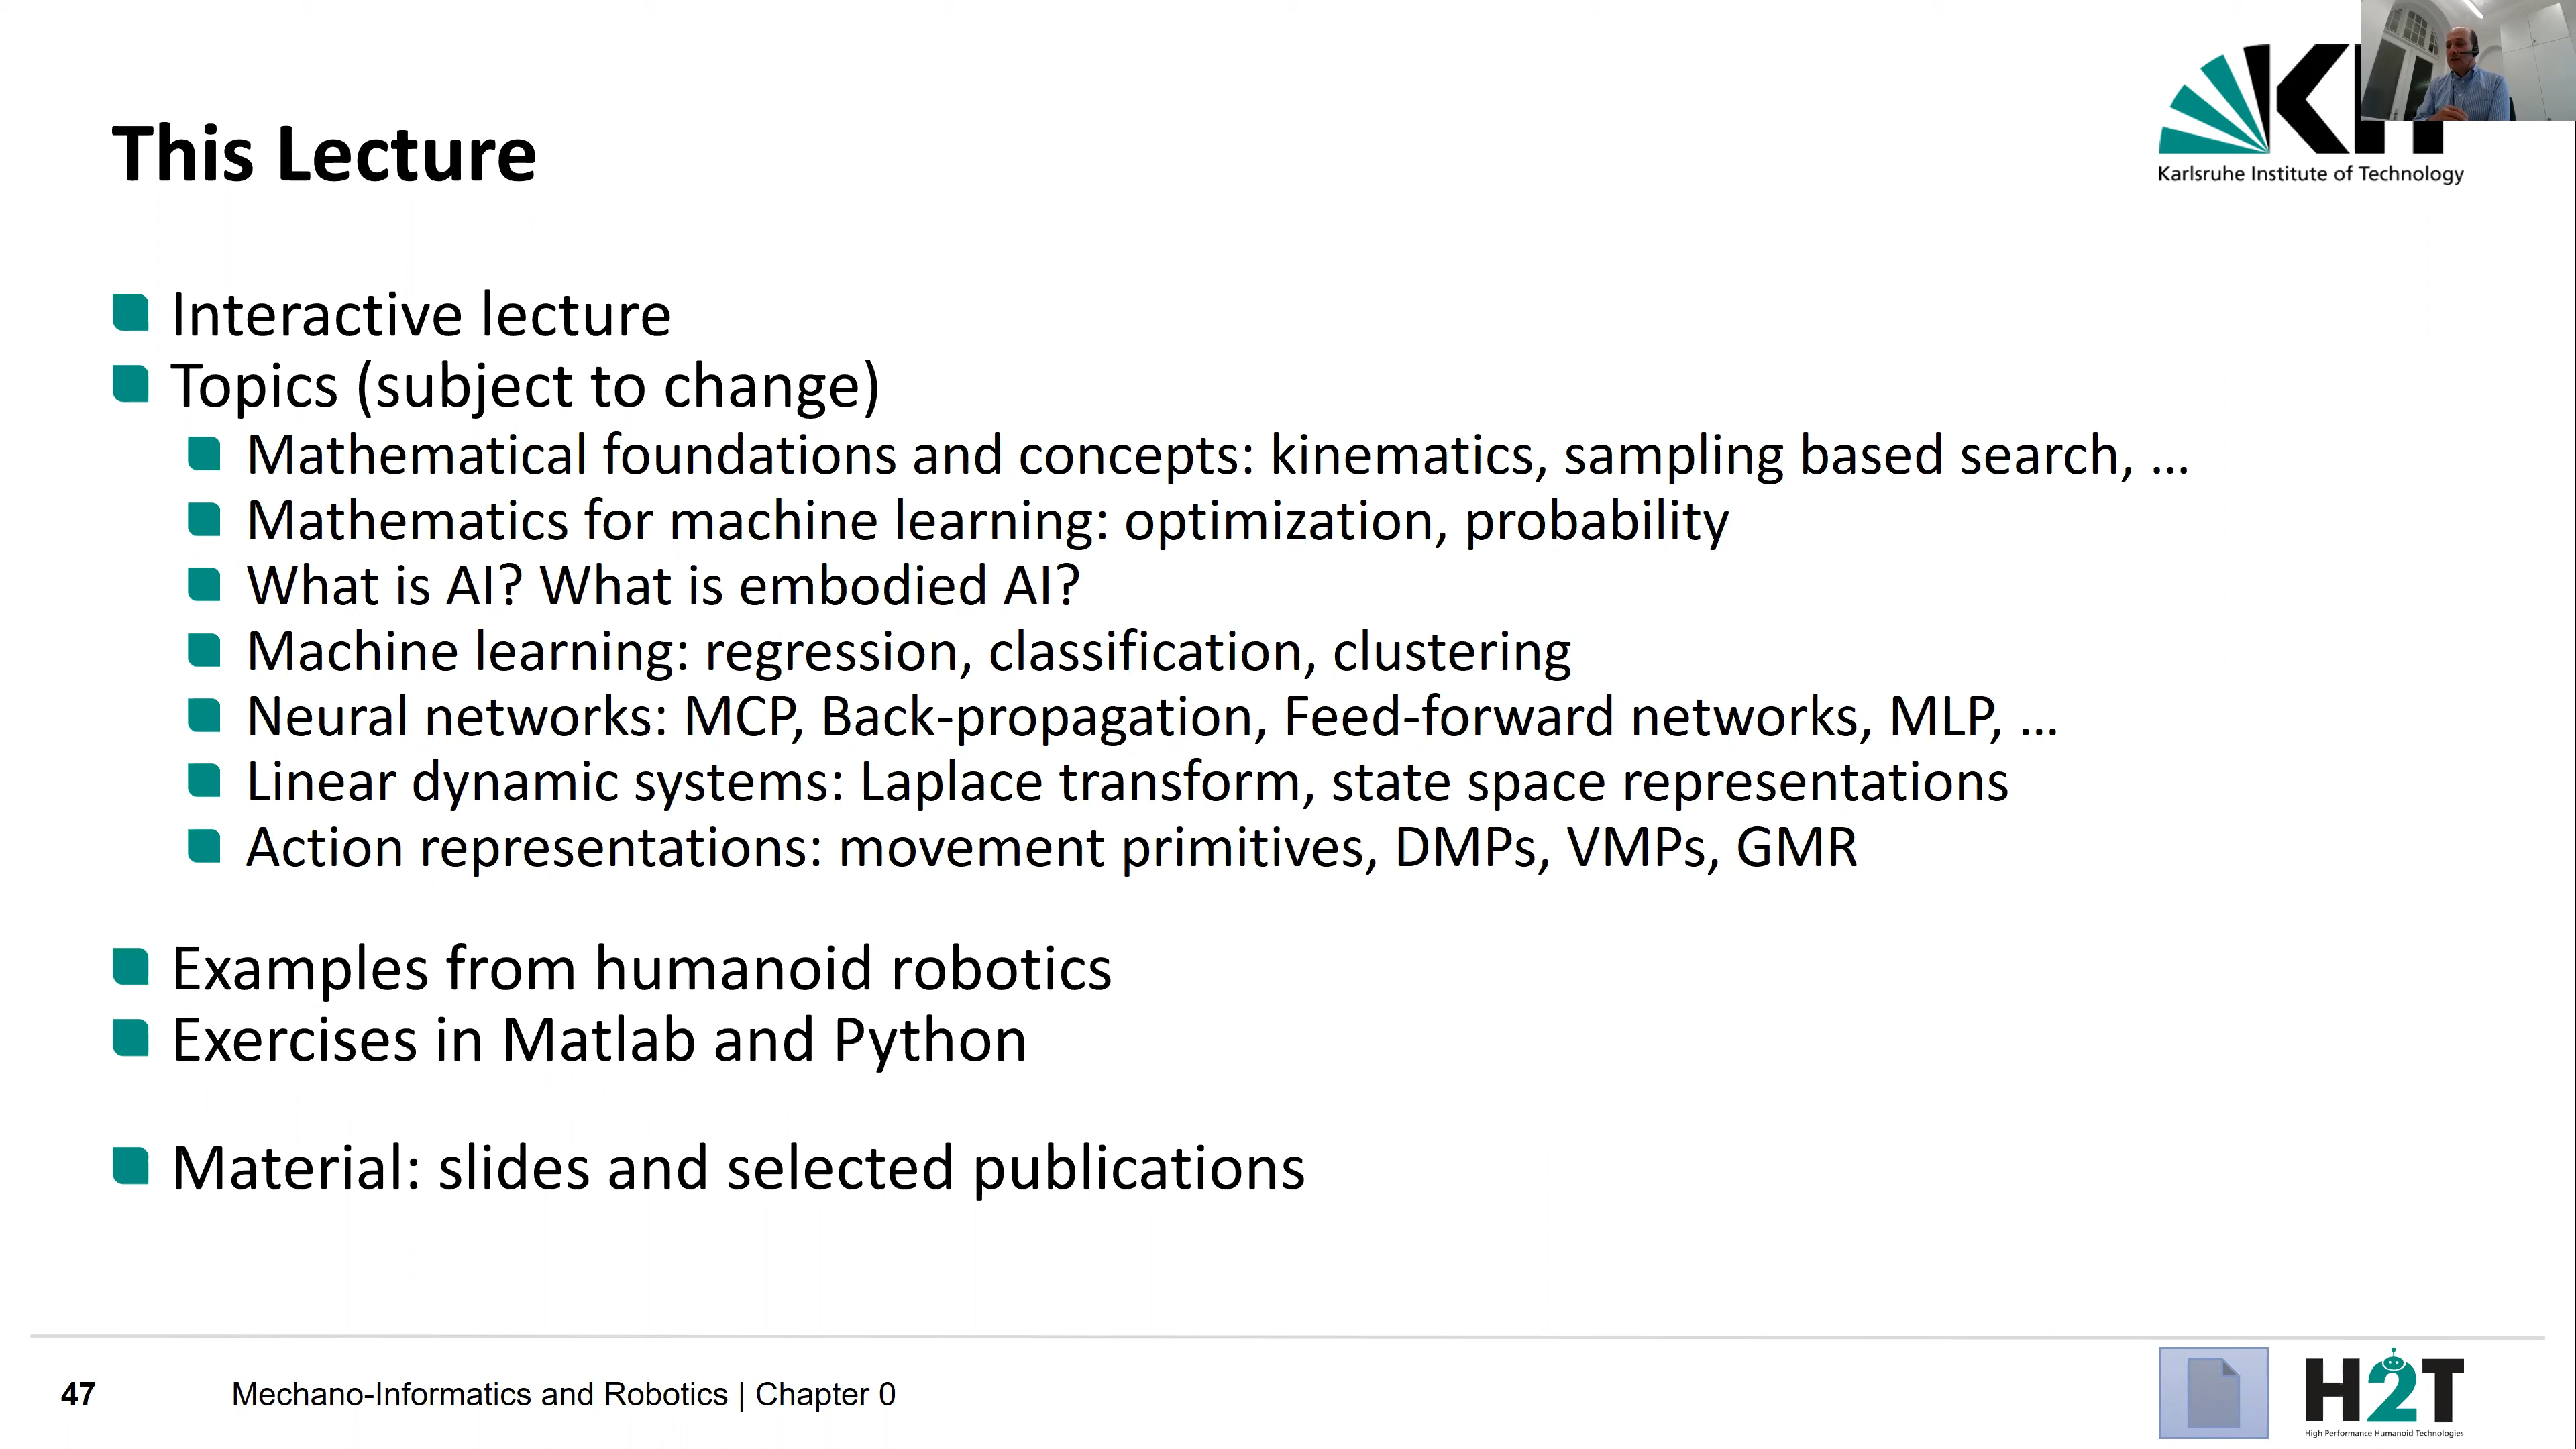 This Lecture
Karlsruhe Institute of Technology
Interactive lecture
Topics (subject to change)
Mathematical foundations and concepts: kinematics, sampling based search, ...
Mathematics for machine learning: optimization, probability
What is AI? What is embodied AI?
Machine learning: regression, classification, clustering
Neural networks: MCP, Back-propagation, Feed-forward networks, MLP, ...
Linear dynamic systems: Laplace transform, state space representations
Action representations: movement primitives, DMPs, VMPs, GMR
Examples from humanoid robotics
Exercises in Matlab and Python
Material: slides and selected publications
47
Mechano-Informatics and Robotics | Chapter 0
H2T
High Performance Humanoid Technologies